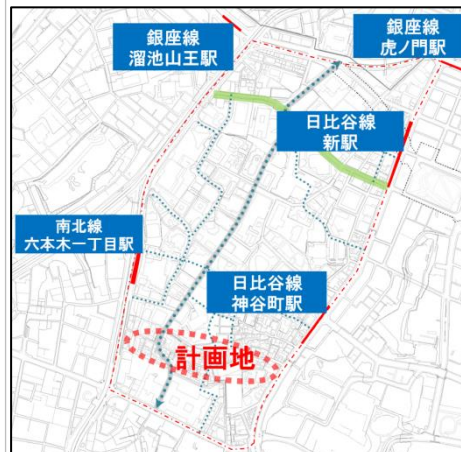 銀座線
溜池山王駅
銀座線
虎ノ門駅
日比谷線
新駅
南北線
六本木一丁目駅
日比谷線
神谷町駅
計画地